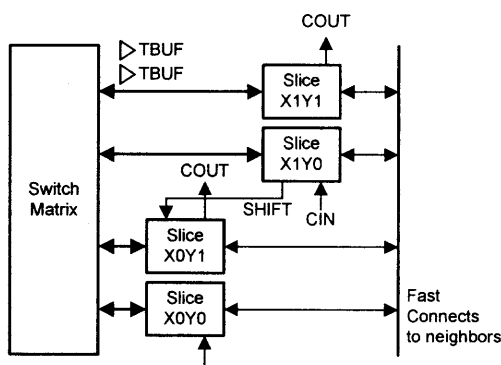 COUT
TBUF
TBUF
Slice
X1Y1
Slice
X1Y0
COUT
Switch
Matrix
SHIFT
CIN
Slice
X0Y1
Slice
X0Y0
Fast
Connects
to neighbors